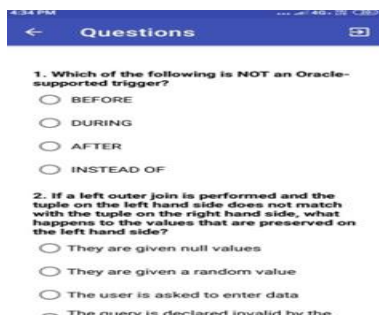 4:34 PM
Questions
1. Which of the following is NOT an Oracle-
supported trigger?
BEFORE
DURING
AFTER
INSTEAD OF
2. If a left outer join is performed and the
tuple on the left hand side does not match
with the tuple on the right hand side, what
happens to the values that are preserved on
the left hand side?
They are given null values
They are given a random value
The user is asked to enter data
The query is declared invalid by the